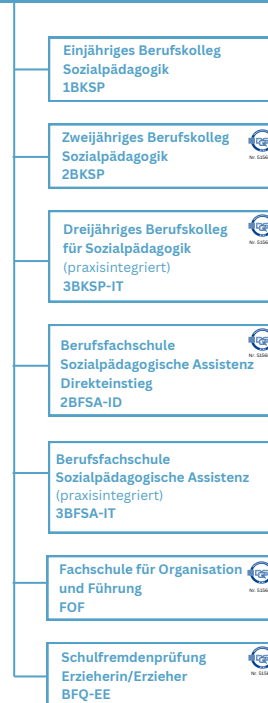 Einjähriges Berufskolleg
Sozialpädagogik
1BKSP
Zweijähriges Berufskolleg
Sozialpädagogik
2BKSP
Dreijähriges Berufskolleg
für Sozialpädagogik
(praxisintegriert)
3BKSP-IT
Berufsfachschule
Sozialpädagogische Assistenz
Direkteinstieg
2BFSA-ID
Berufsfachschule
Sozialpädagogische Assistenz
(praxisintegriert)
3BFSA-IT
Fachschule für Organisation
und Führung
FOF
Schulfremdenprüfung
Erzieherin/Erzieher
BFQ-EE